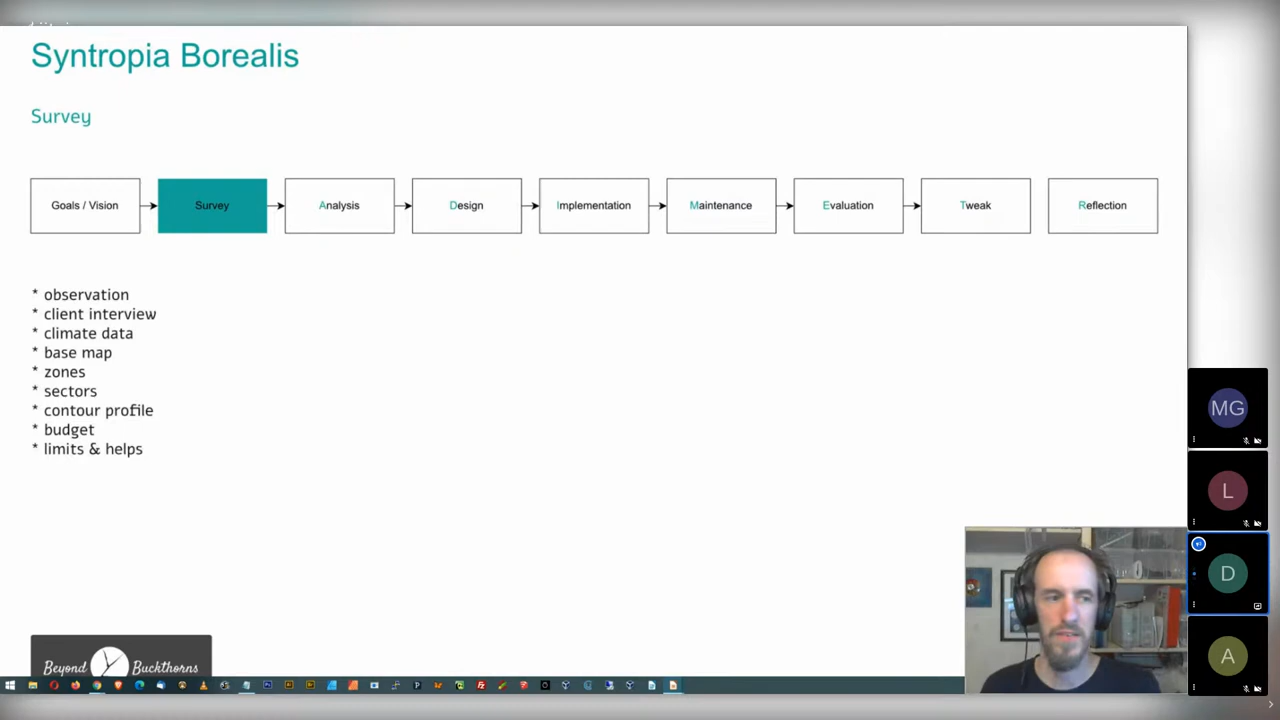 Syntropia Borealis
Survey
Goals / Vision
Survey
Analysis
Design
Implementation
Maintenance
Evaluation
Tweak
Reflection
* observation
* client interview
* climate data
* base map
* zones
* sectors
* contour profile
* budget
* limits & helps
MG
L
D
A
Beyond Buckthorns